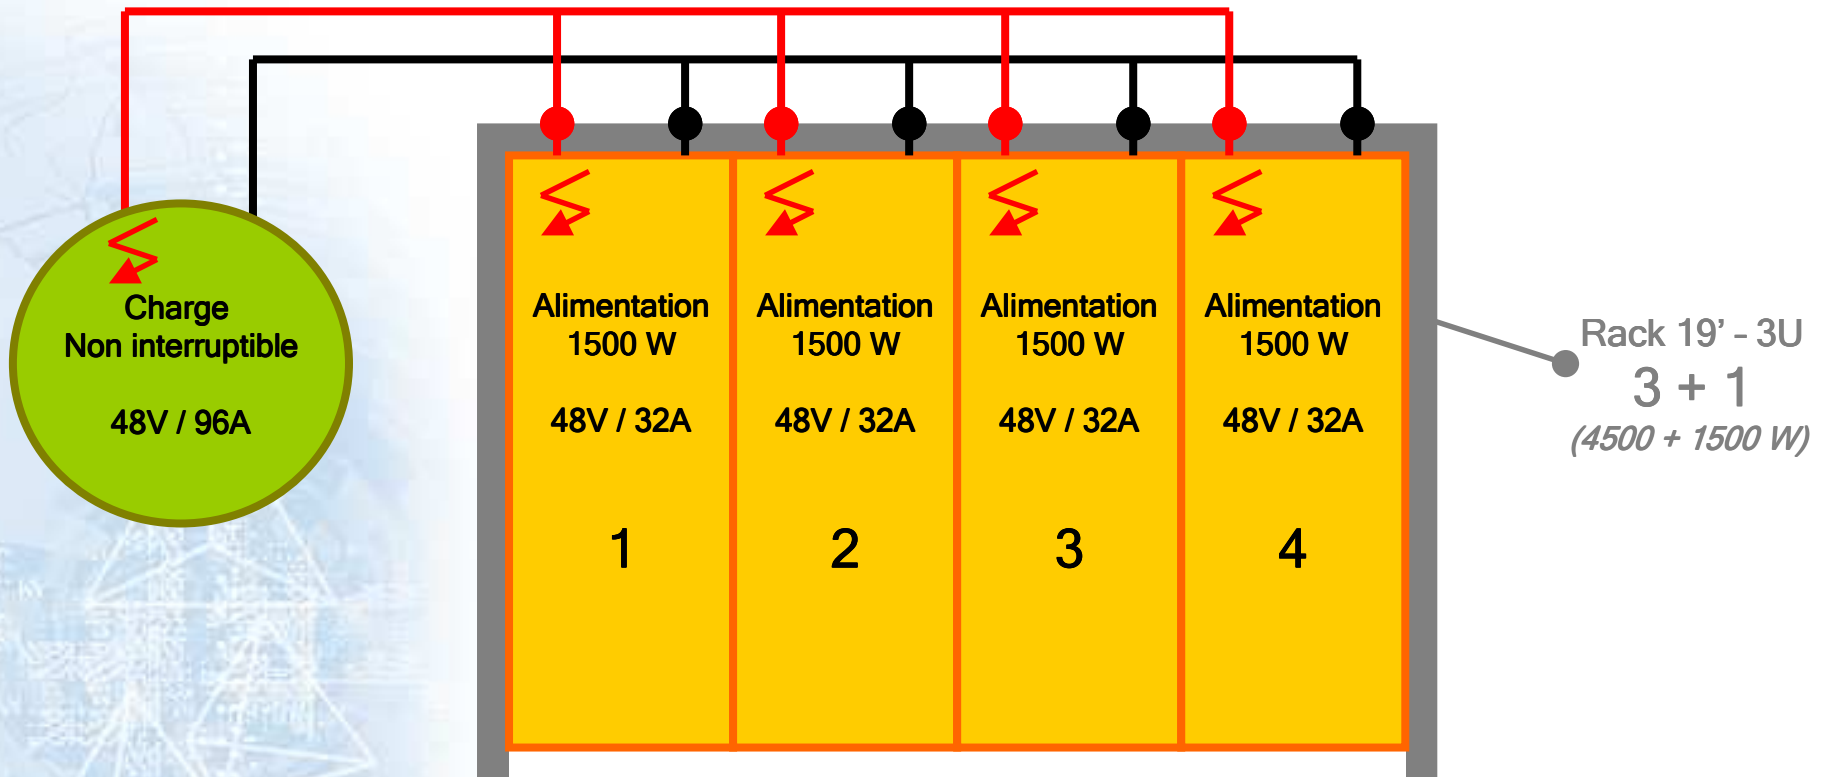 Charge
Non interruptible
48V / 96A
Alimentation
1500 W
48V / 32A
1
Alimentation
1500 W
48V / 32A
2
Alimentation
1500 W
48V / 32A
3
Alimentation
1500 W
48V / 32A
4
Rack 19’ - 3U
3 + 1
(4500 + 1500 W)